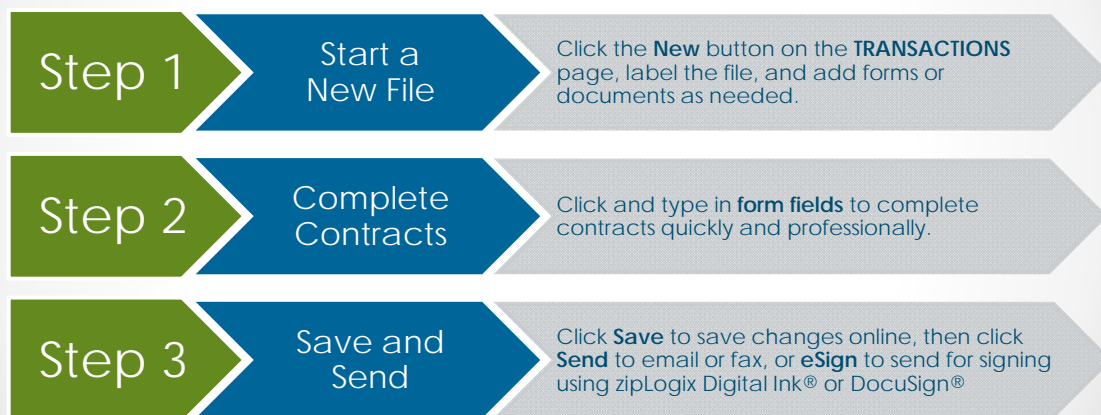 Step 1
Start a
New File
Click the New button on the TRANSACTIONS
page, label the file, and add forms or
documents as needed.
Step 2
Complete
Contracts
Click and type in form fields to complete
contracts quickly and professionally.
Step 3
Save and
Send
Click Save to save changes online, then click
Send to email or fax, or eSign to send for signing
using zipLogix Digital Ink® or DocuSign®